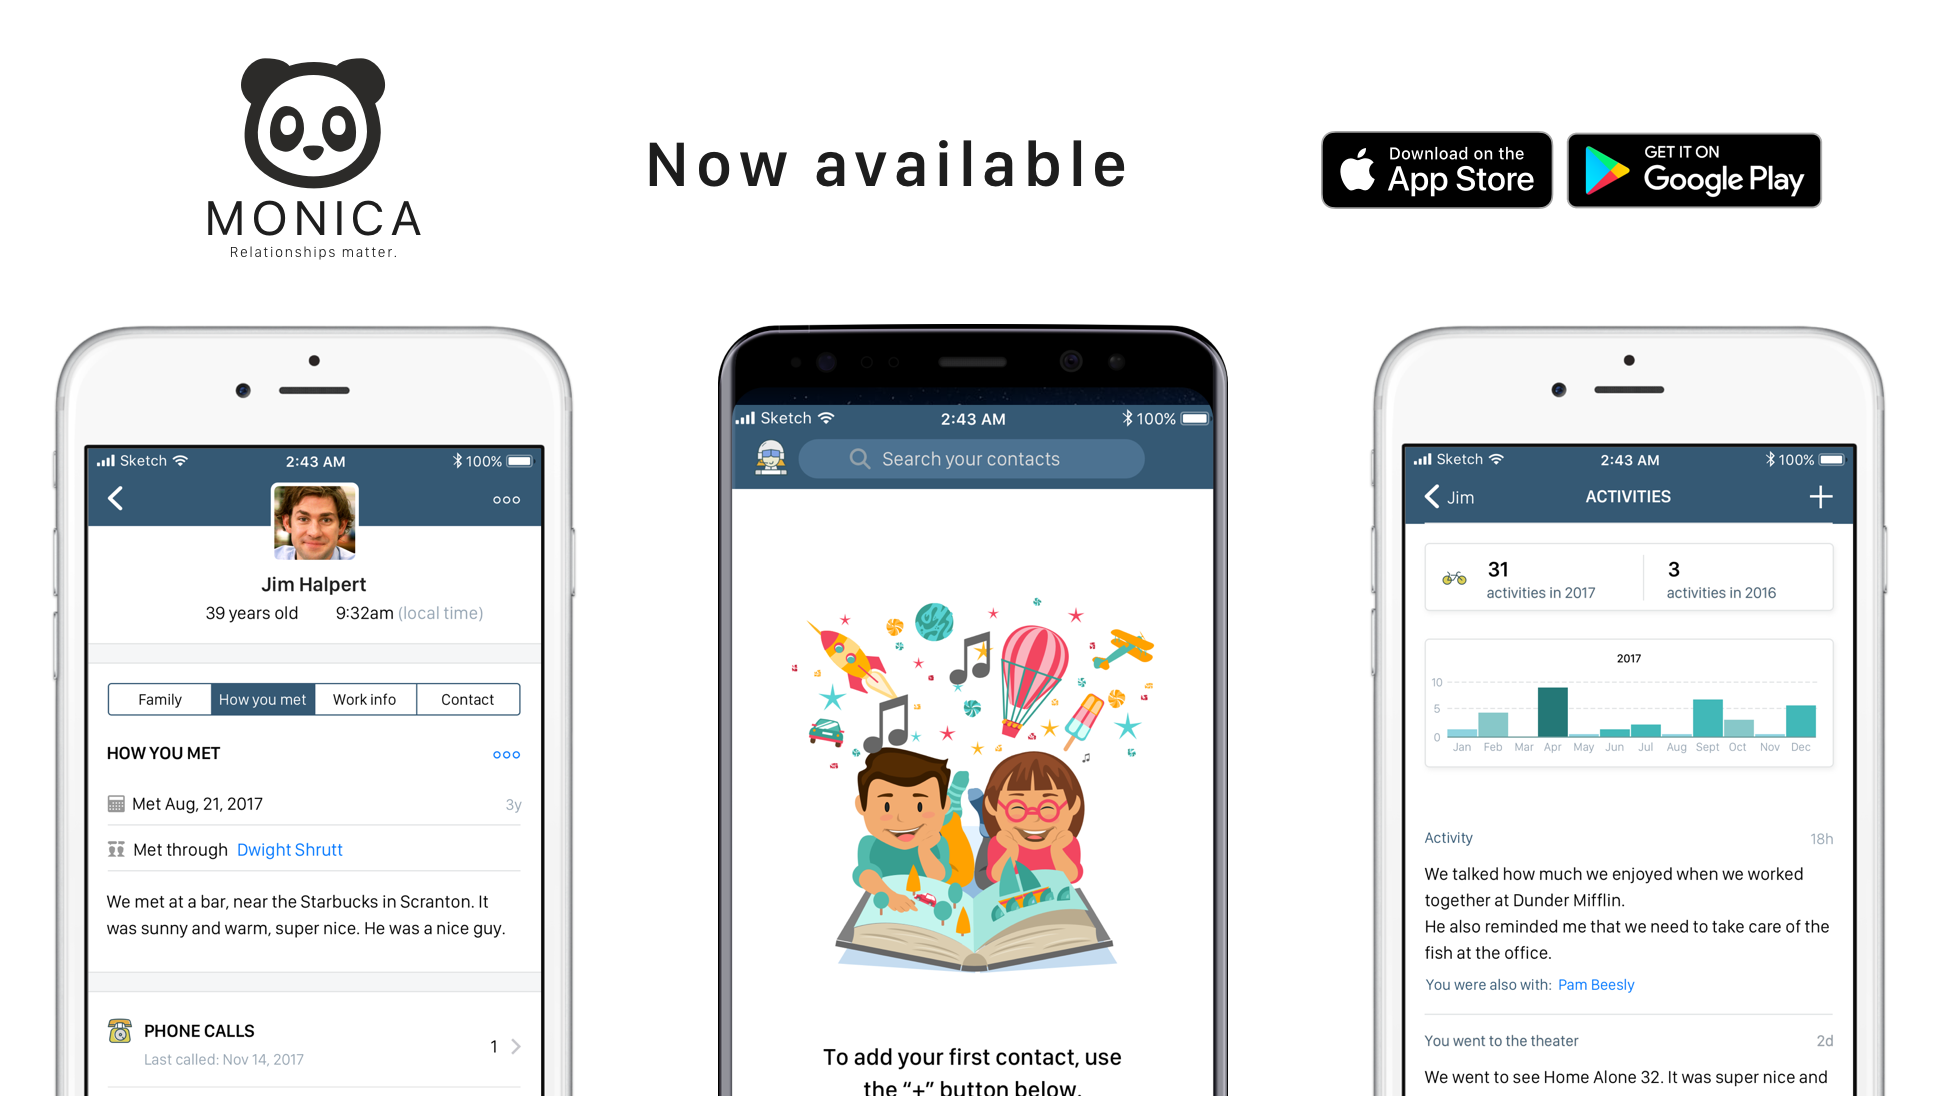 MONICA
Relationships matter.
Now available
Download on the
App Store
GET IT ON
Google Play
Sketch
2:43 AM
100%
Jim Halpert
39 years old
9:32am (local time)
Family
How you met
Work info
Contact
HOW YOU MET
Met Aug, 21, 2017
3y
Met through Dwight Shrutt
We met at a bar, near the Starbucks in Scranton. It
was sunny and warm, super nice. He was a nice guy.
PHONE CALLS
1
Last called: Nov 14, 2017
Sketch
2:43 AM
100%
Search your contacts
To add your first contact, use
the “+” button below.
Sketch
2:43 AM
100%
Jim
ACTIVITIES
31
activities in 2017
3
activities in 2016
2017
10
5
0
Jan Feb Mar Apr May Jun Jul Aug Sept Oct Nov Dec
Activity
18h
We talked how much we enjoyed when we worked
together at Dunder Mifflin.
He also reminded me that we need to take care of the
fish at the office.
You were also with: Pam Beesly
You went to the theater
2d
We went to see Home Alone 32. It was super nice and